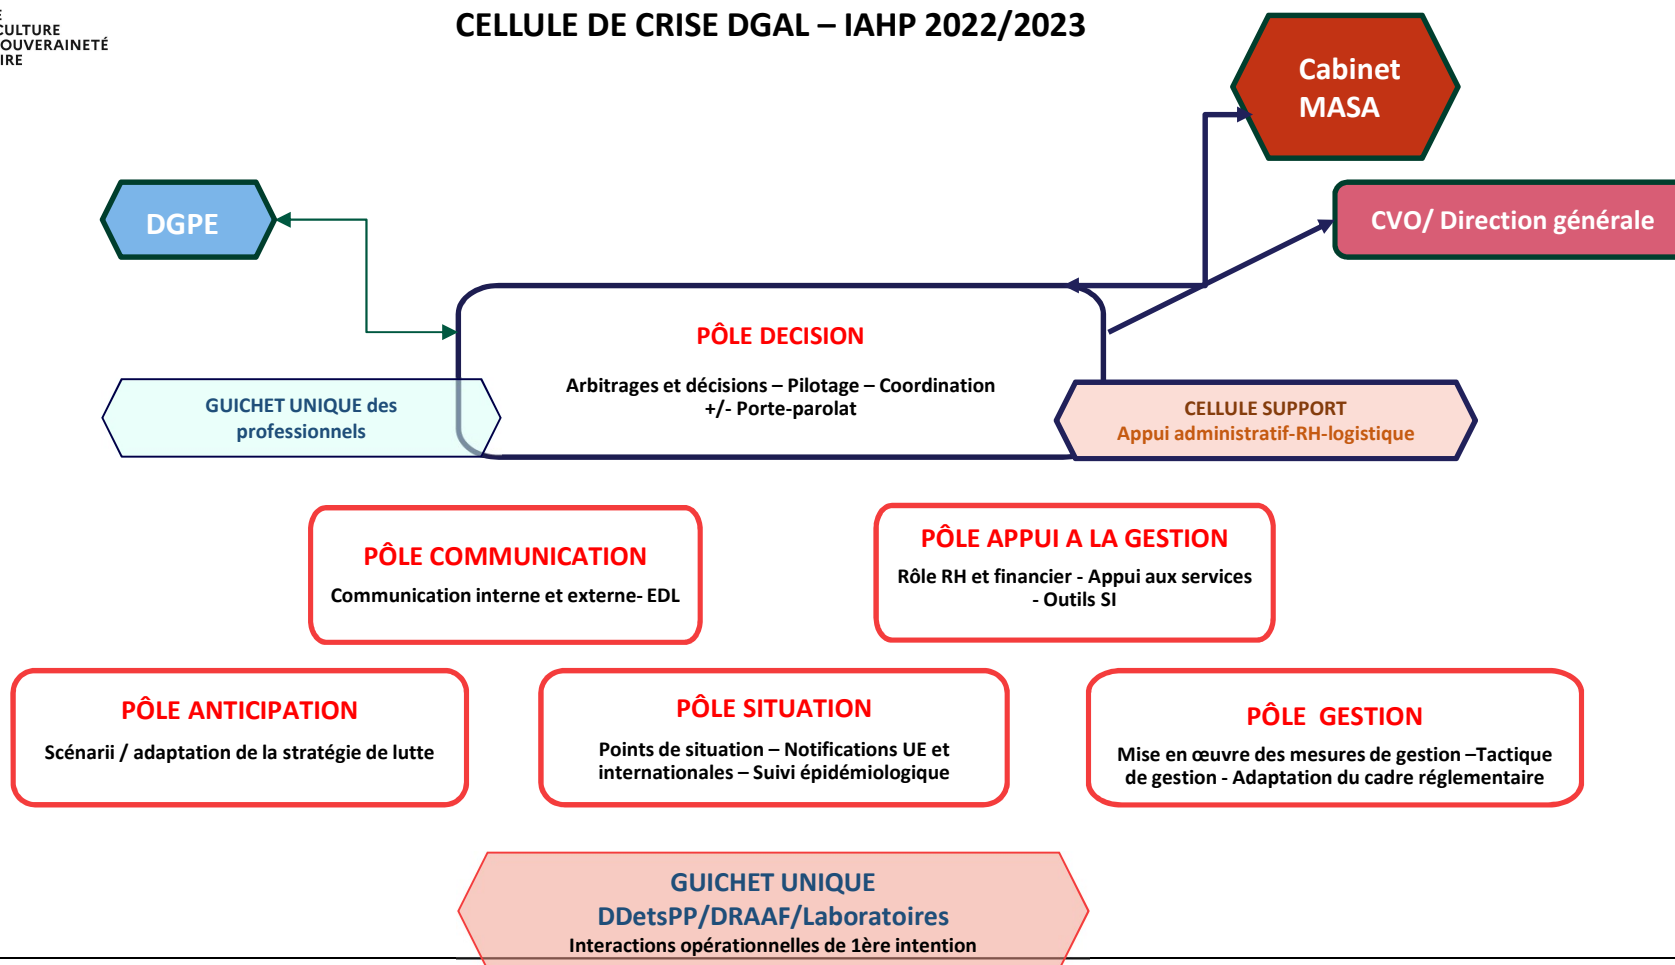 CULTURE
OUVERAINETÉ
IRE
CELLULE DE CRISE DGAL – IAHP 2022/2023
Cabinet
MASA
DGPE
CVO/ Direction générale
PÔLE DECISION
Arbitrages et décisions – Pilotage – Coordination
+/- Porte-parolat
GUICHET UNIQUE des
professionnels
CELLULE SUPPORT
Appui administratif-RH-logistique
PÔLE COMMUNICATION
Communication interne et externe- EDL
PÔLE APPUI A LA GESTION
Rôle RH et financier - Appui aux services
- Outils SI
PÔLE ANTICIPATION
Scénarii / adaptation de la stratégie de lutte
PÔLE SITUATION
Points de situation – Notifications UE et
internationales – Suivi épidémiologique
PÔLE  GESTION
Mise en œuvre des mesures de gestion –Tactique
de gestion - Adaptation du cadre réglementaire
GUICHET UNIQUE
DDetsPP/DRAAF/Laboratoires
Interactions opérationnelles de 1ère intention